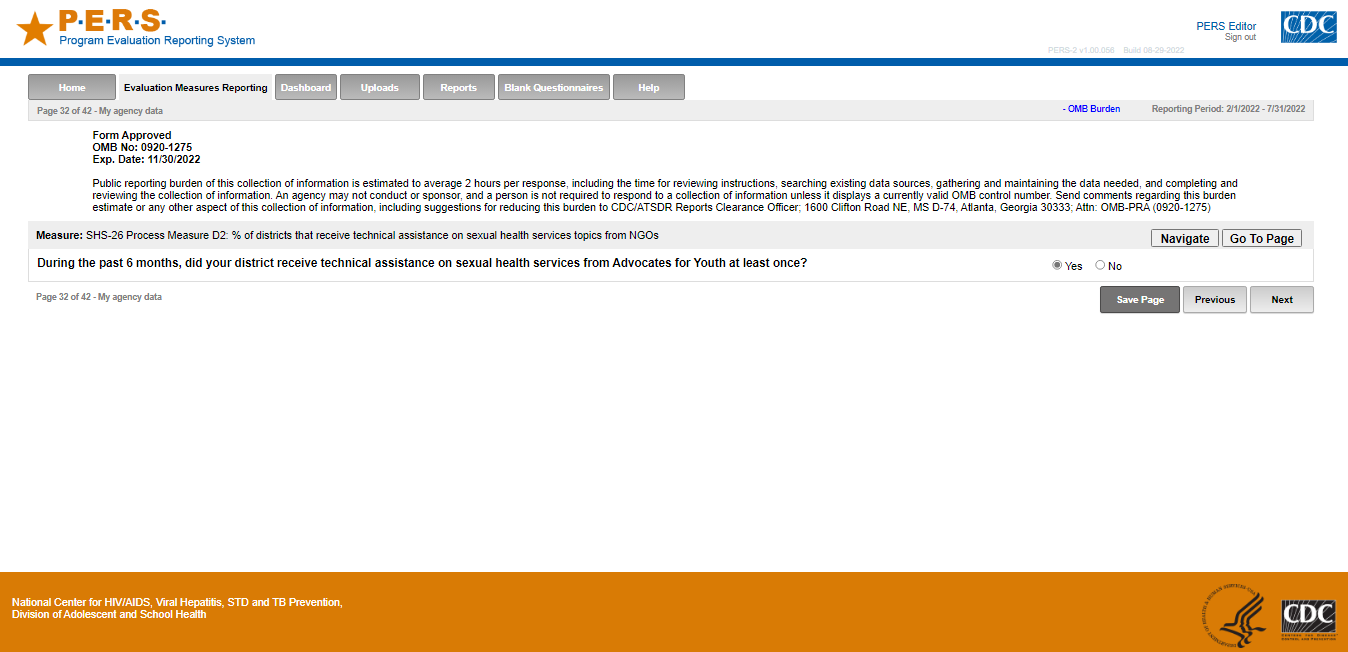 P·E·R·S·
Program Evaluation Reporting System
PERS Editor
Sign out
CDC
PERS-2 v1.00.058 Build 08-29-2022
Home Evaluation Measures Reporting Dashboard Uploads Reports Blank Questionnaires Help
Page 32 of 42 - My agency data - OMB Burden Reporting Period: 2/1/2022 - 7/31/2022
Form Approved
OMB No: 0920-1275
Exp. Date: 11/30/2022
Public reporting burden of this collection of information is estimated to average 2 hours per response, including the time for reviewing instructions, searching existing data sources, gathering and maintaining the data needed, and completing and
reviewing the collection of information. An agency may not conduct or sponsor, and a person is not required to respond to a collection of information unless it displays a currently valid OMB control number. Send comments regarding this burden
estimate or any other aspect of this collection of information, including suggestions for reducing this burden to CDC/ATSDR Reports Clearance Officer; 1600 Clifton Road NE, MS D-74, Atlanta, Georgia 30333; Attn: OMB-PRA (0920-1275)
Measure: SHS-26 Process Measure D2: % of districts that receive technical assistance on sexual health services topics from NGOs
Navigate Go To Page
During the past 6 months, did your district receive technical assistance on sexual health services from Advocates for Youth at least once? Yes No
Page 32 of 42 - My agency data
Save Page Previous Next
National Center for HIV/AIDS, Viral Hepatitis, STD and TB Prevention,
Division of Adolescent and School Health
CDC